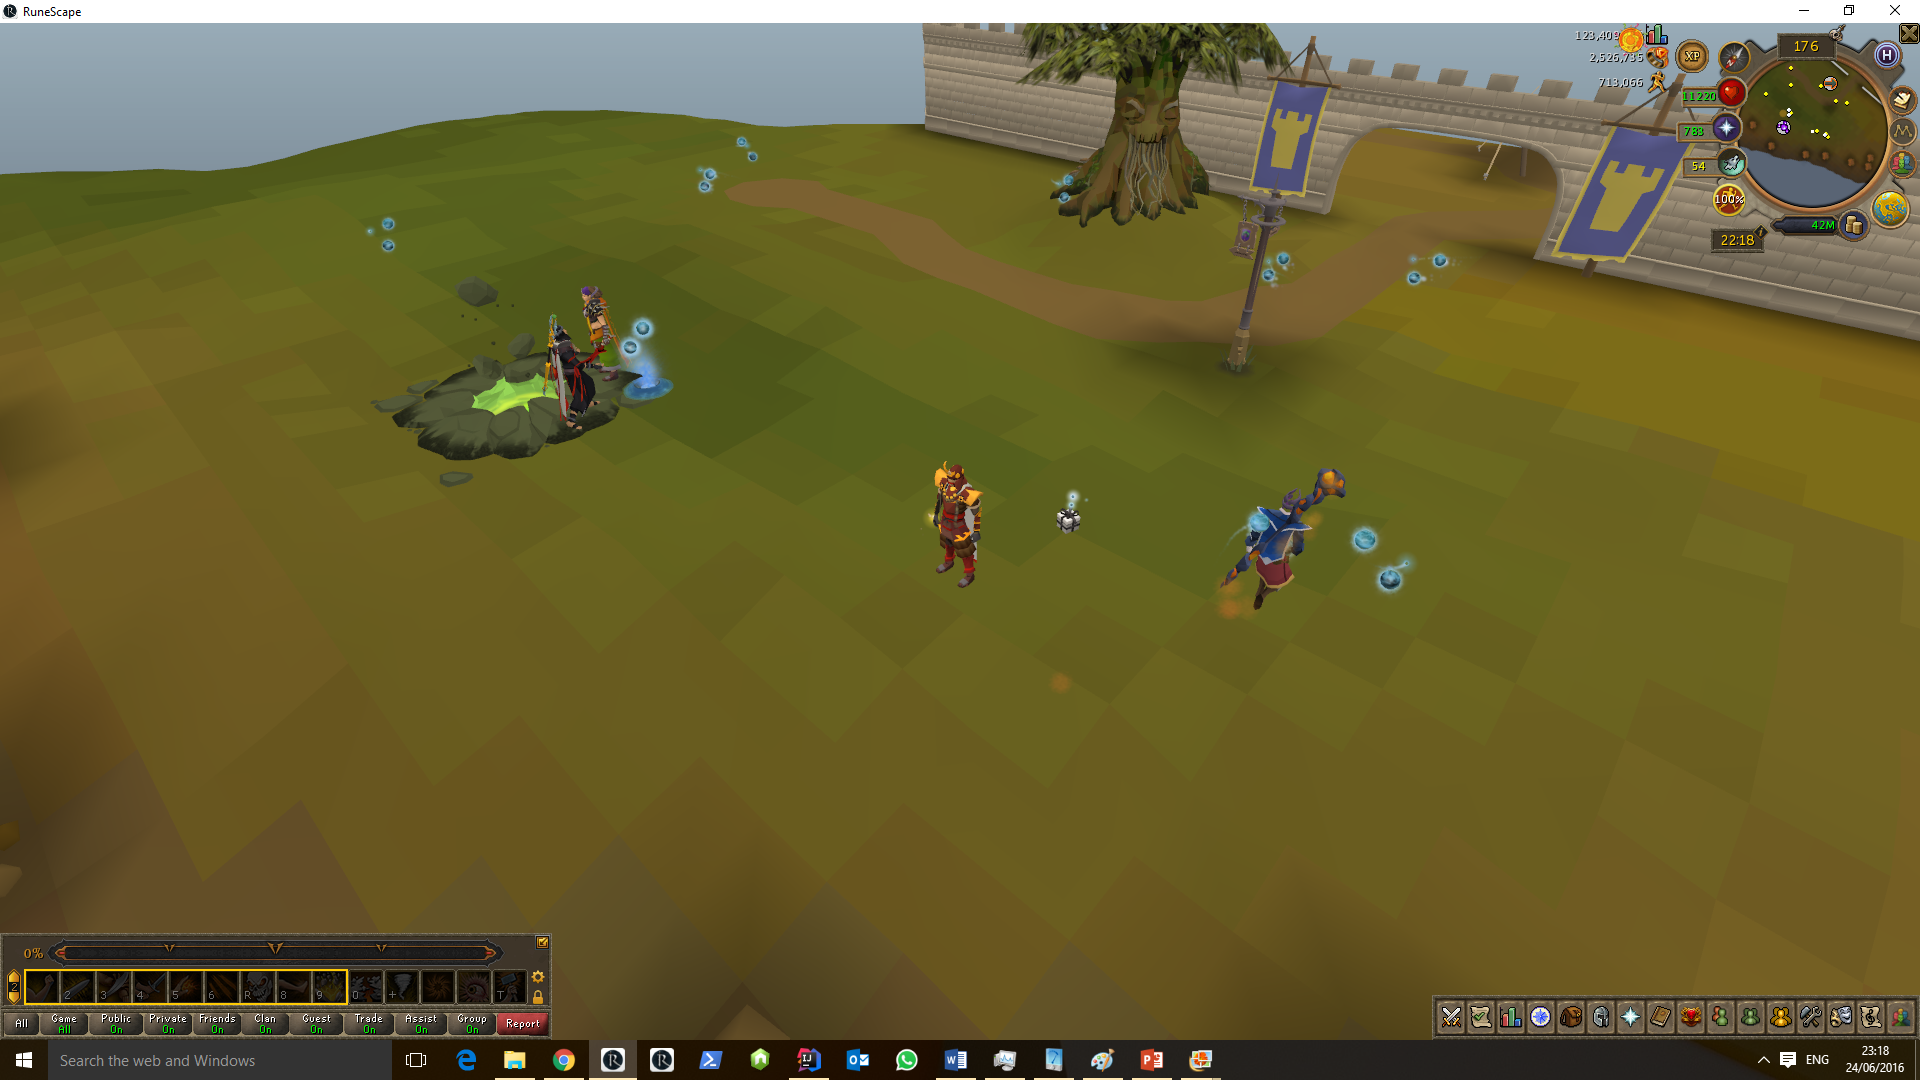 RuneScape
123,409
2,526,735
713,066
XP
176
H
11220
783
54
100%
42M
22:18
0%
2
2 3 4 5 6 R 8 9 0 + T
All
Game
All
Public
On
Private
On
Friends
On
Clan
On
Guest
On
Trade
On
Assist
On
Group
On
Report
Search the web and Windows
ENG
23:18
24/06/2016